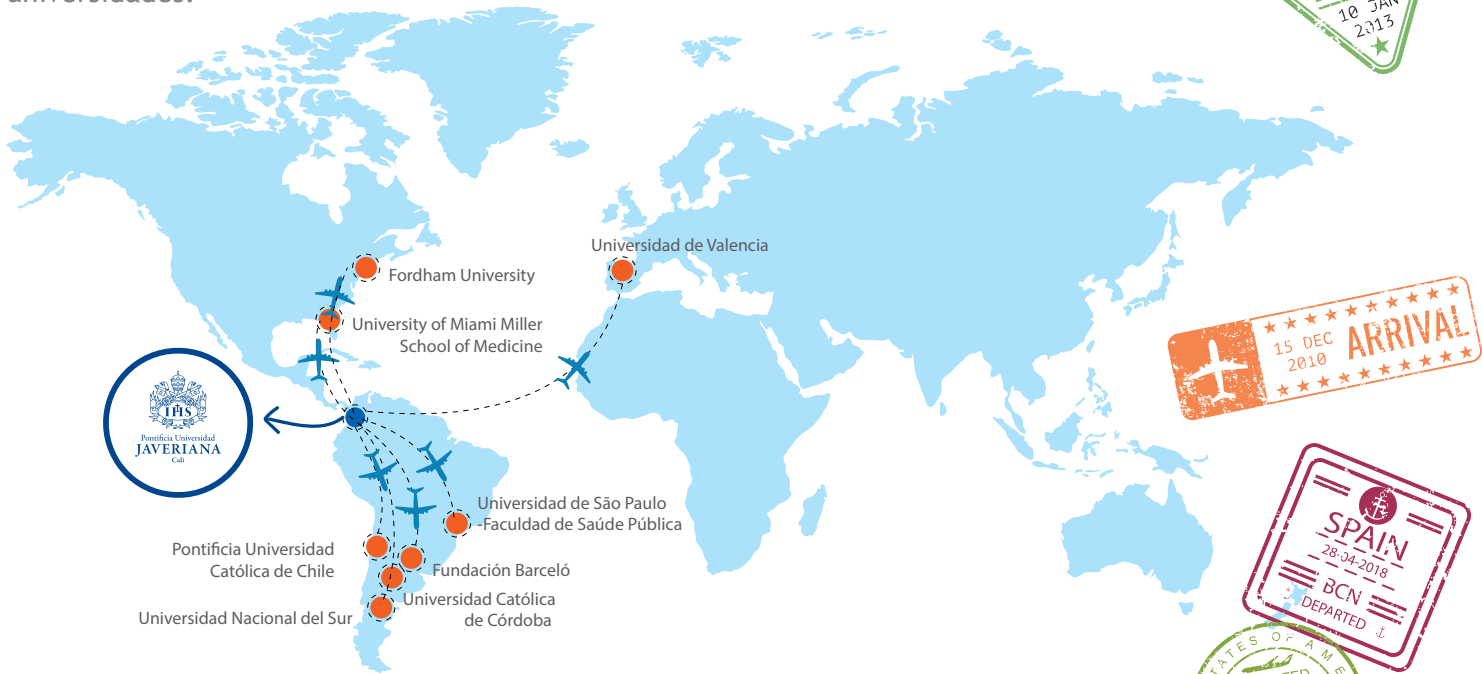 universidades.
10 JAN
2013
Universidad de Valencia
Fordham University
University of Miami Miller
School of Medicine
15 DEC
2010
ARRIVAL
IHS
Pontificia Universidad
JAVERIANA
Cali
Universidad de São Paulo
-Faculdad de Saúde Pública
SPAIN
28-04-2018
BCN
DEPARTED
Pontificia Universidad
Católica de Chile
Fundación Barceló
Universidad Católica
de Córdoba
Universidad Nacional del Sur